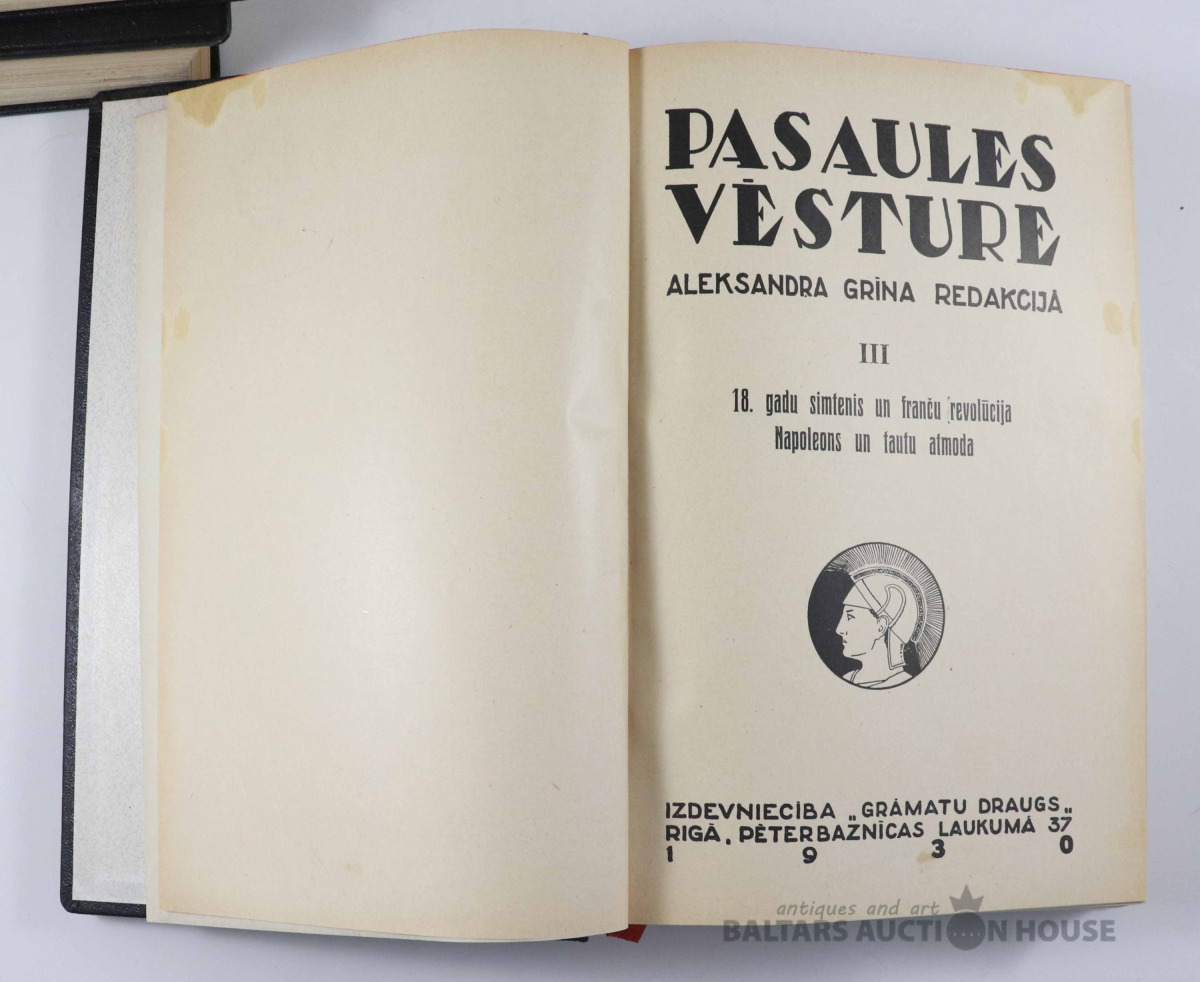 PASAULES
VĒSTURE
ALEKSANDRA GRĪNA REDAKCIJĀ
III
18. gadu simtenis un franču revolūcija
Napoleons un tautu atmoda
IZDEVNIECĪBA „GRĀMATU DRAUGS„
RIGĀ, PĒTERBAZNĪCAS LAUKUMĀ 37
1 9 3 0
antiques and art
BALTARS AUCTION HOUSE